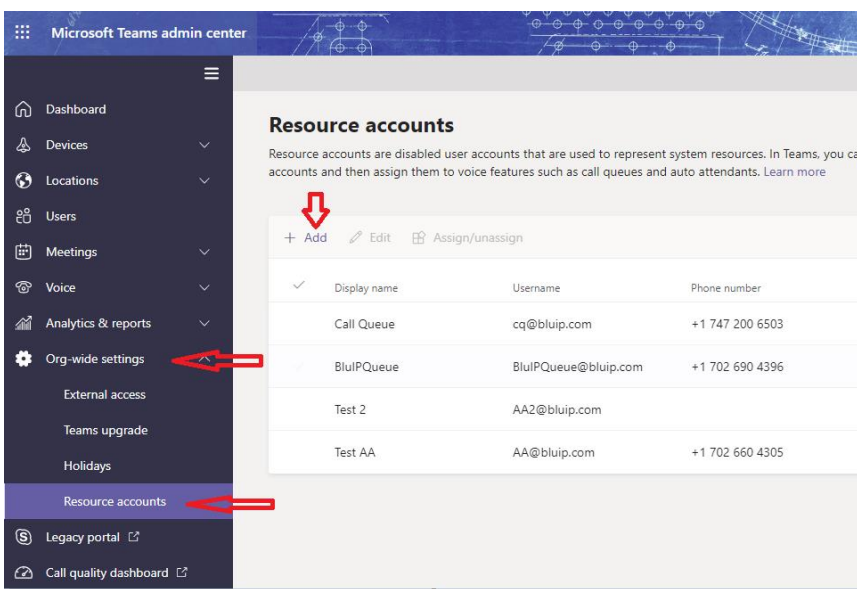 Microsoft Teams admin center
Dashboard
Devices
Locations
Users
Meetings
Voice
Analytics & reports
Org-wide settings
External access
Teams upgrade
Holidays
Resource accounts
Legacy portal
Call quality dashboard
Resource accounts
Resource accounts are disabled user accounts that are used to represent system resources. In Teams, you ca
accounts and then assign them to voice features such as call queues and auto attendants. Learn more
+ Add Edit Assign/unassign
Display name Username Phone number
Call Queue cq@bluip.com +1 747 200 6503
BluIPQueue BluIPQueue@bluip.com +1 702 690 4396
Test 2 AA2@bluip.com
Test AA AA@bluip.com +1 702 660 4305